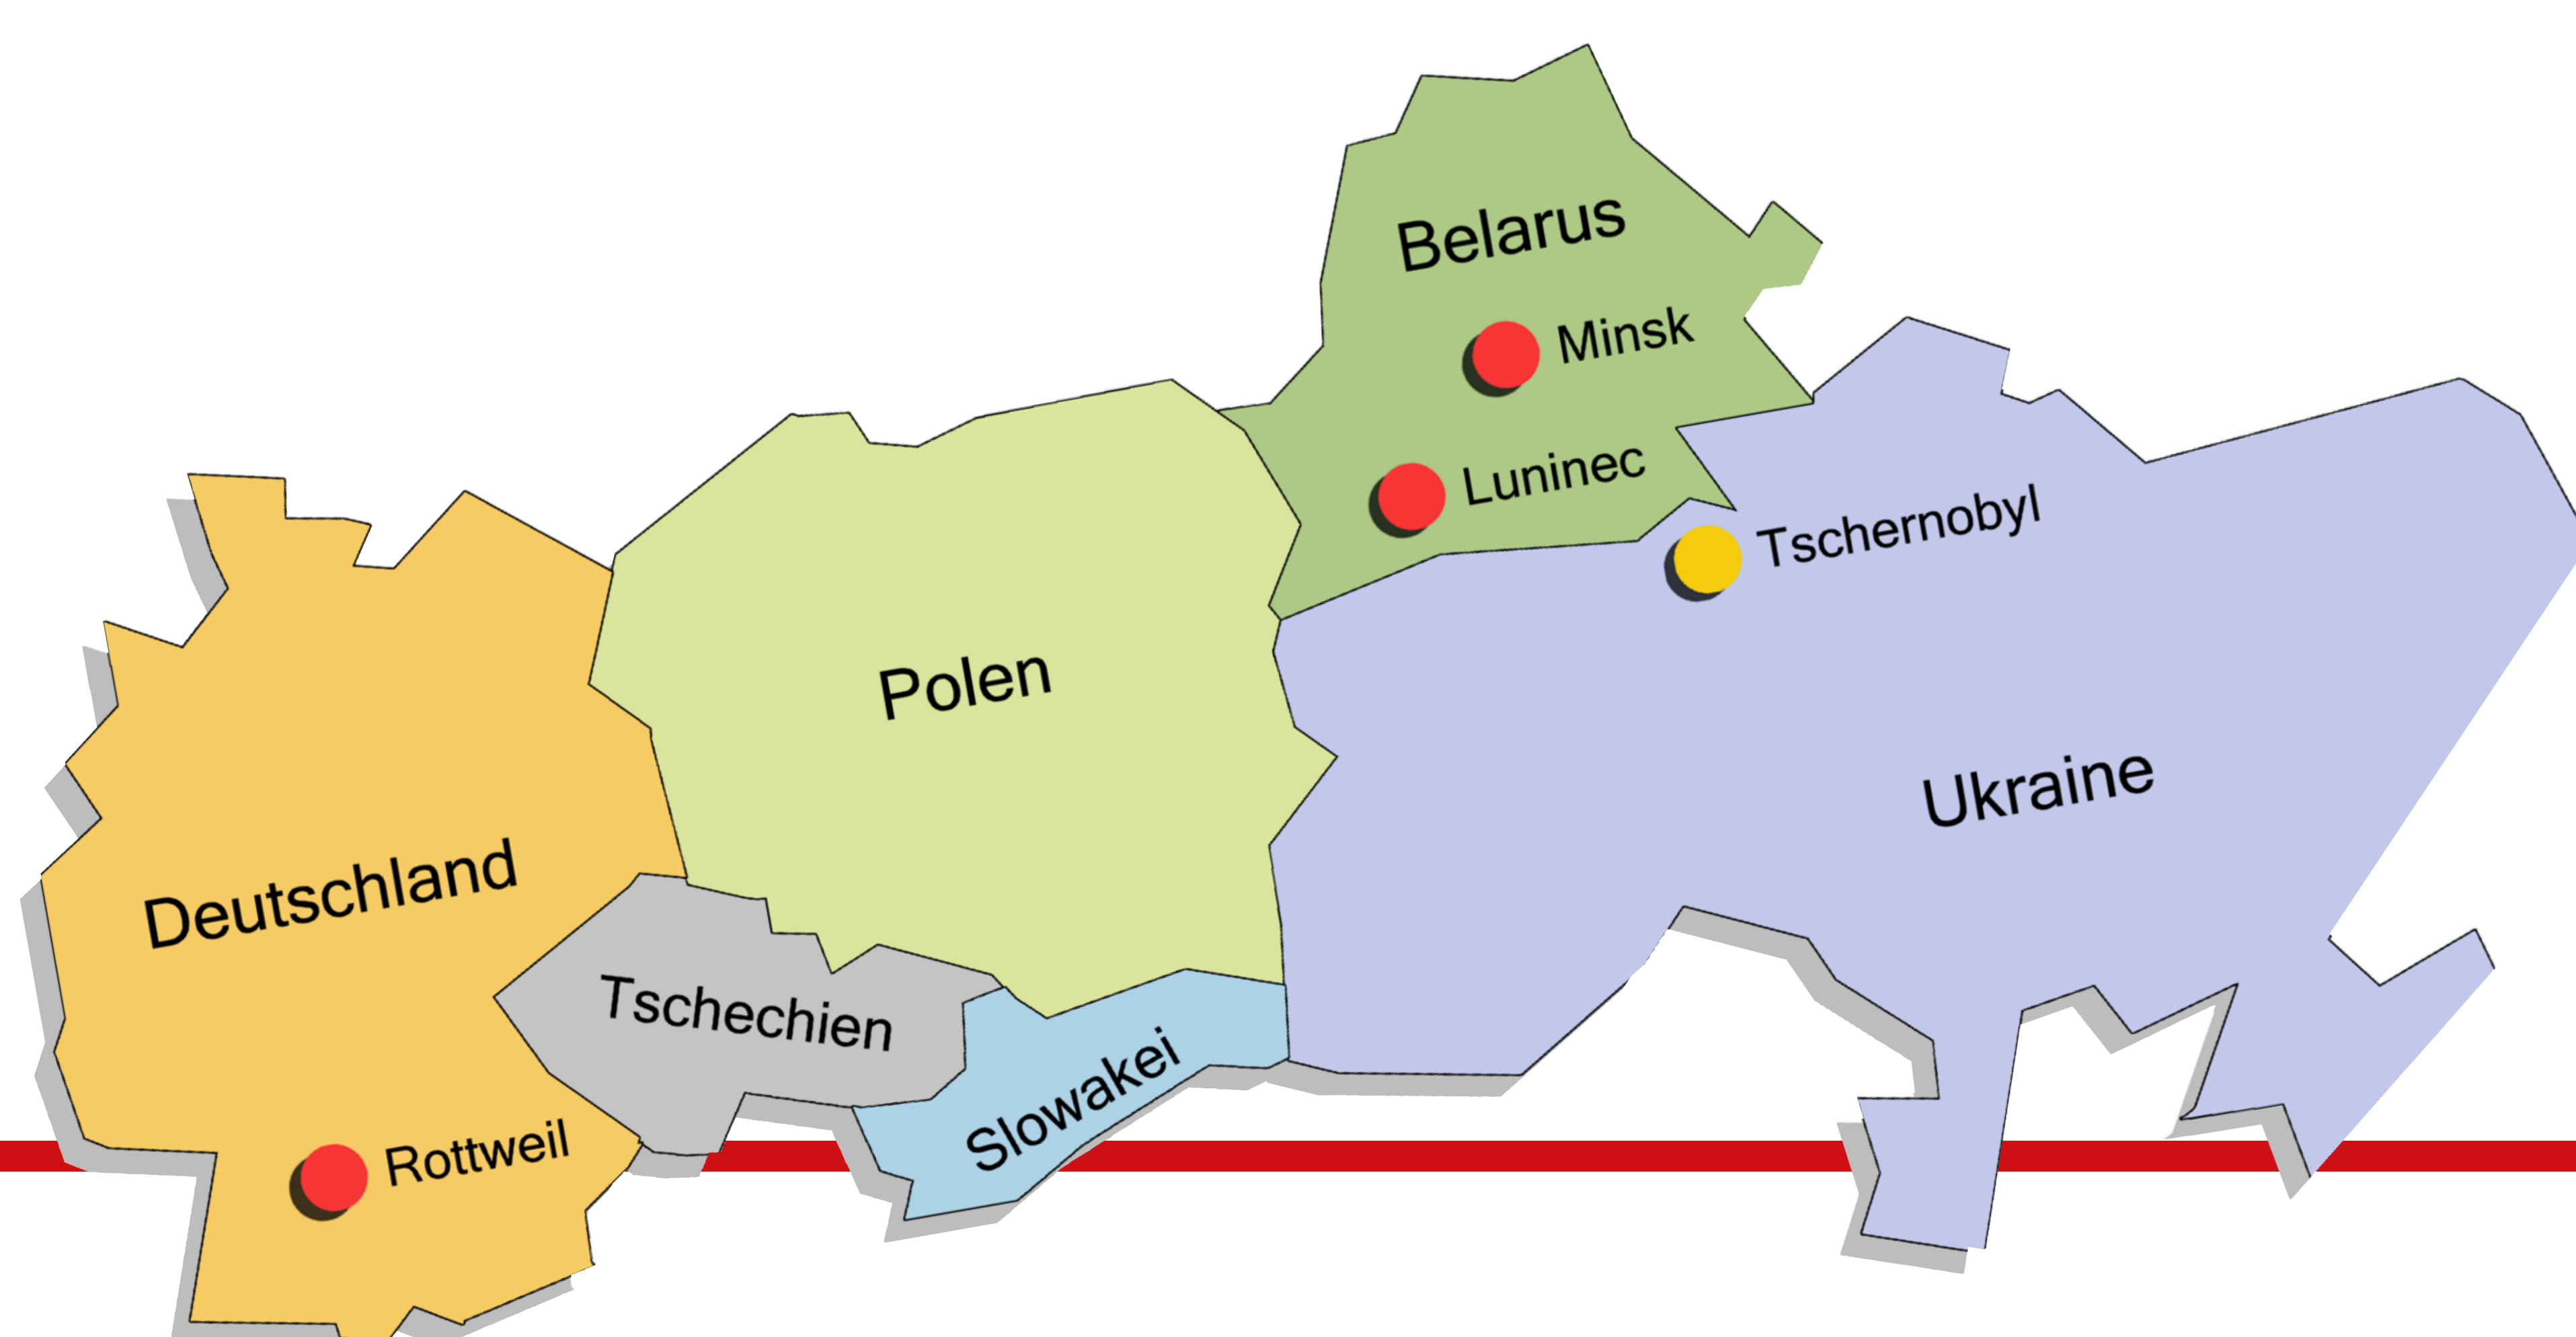 Belarus
Minsk
Luninec
Tschernobyl
Polen
Ukraine
Deutschland
Tschechien
Slowakei
Rottweil